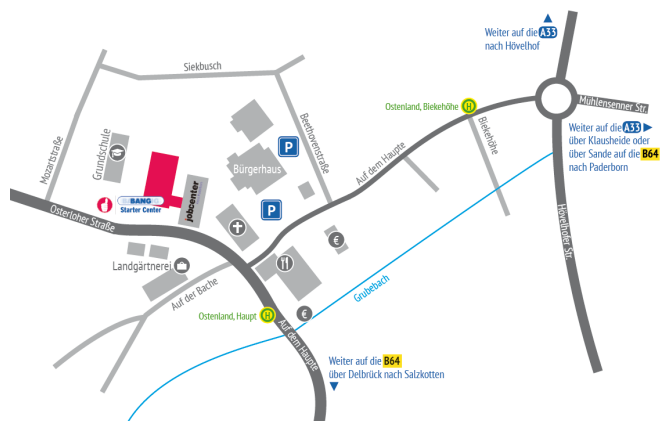 Weiter auf die A33
nach Hövelhof
Siekbusch
Ostenland, Biekehöhe
H
Mühlensenner Str.
Weiter auf die A33
über Klausheide oder
über Sande auf die B64
nach Paderborn
Mozartstraße
Grundschule
P
Beethovenstraße
Biekehöhe
Bürgerhaus
Auf dem Haupte
BANG
Starter Center
jobcenter
P
Osterloher Straße
Hövelhofer Str.
€
Landgärtnerei
Auf der Bache
Grubebach
Ostenland, Haupt
H
€
Auf dem Haupte
Weiter auf die B64
über Delbrück nach Salzkotten